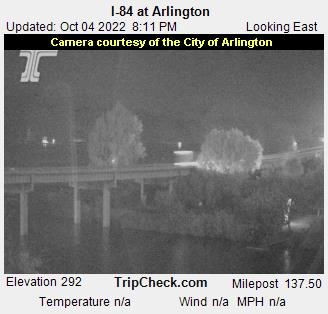 I-84 at Arlington
Updated: Oct 04 2022 8:11 PM Looking East
Camera courtesy of the City of Arlington
Elevation 292 TripCheck.com Milepost 137.50
Temperature n/a Wind n/a MPH n/a